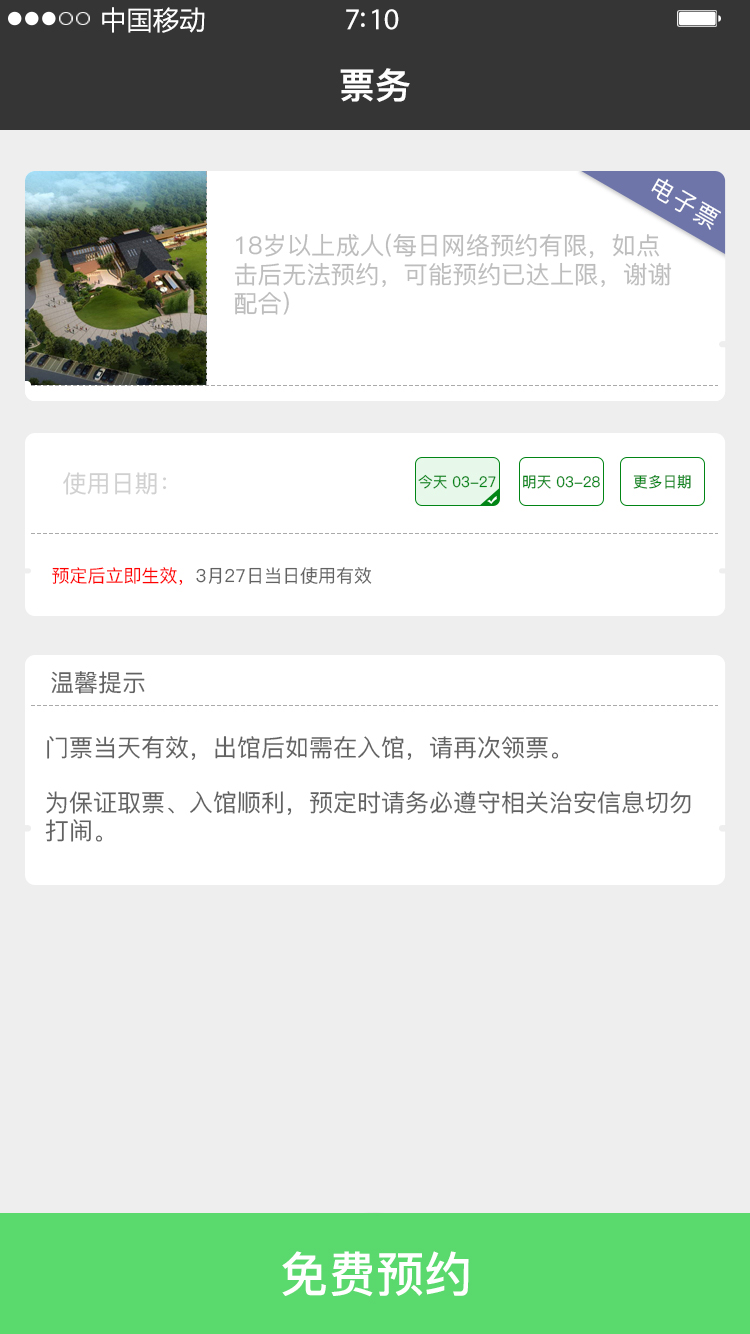 中国移动 7:10
票务
电子票
18岁以上成人(每日网络预约有限，如点
击后无法预约，可能预约已达上限，谢谢
配合)
使用日期: 今天 03-27 明天 03-28 更多日期
预定后立即生效，3月27日当日使用有效
温馨提示
门票当天有效，出馆后如需在入馆，请再次领票。
为保证取票、入馆顺利，预定时请务必遵守相关治安信息切勿
打闹。
免费预约